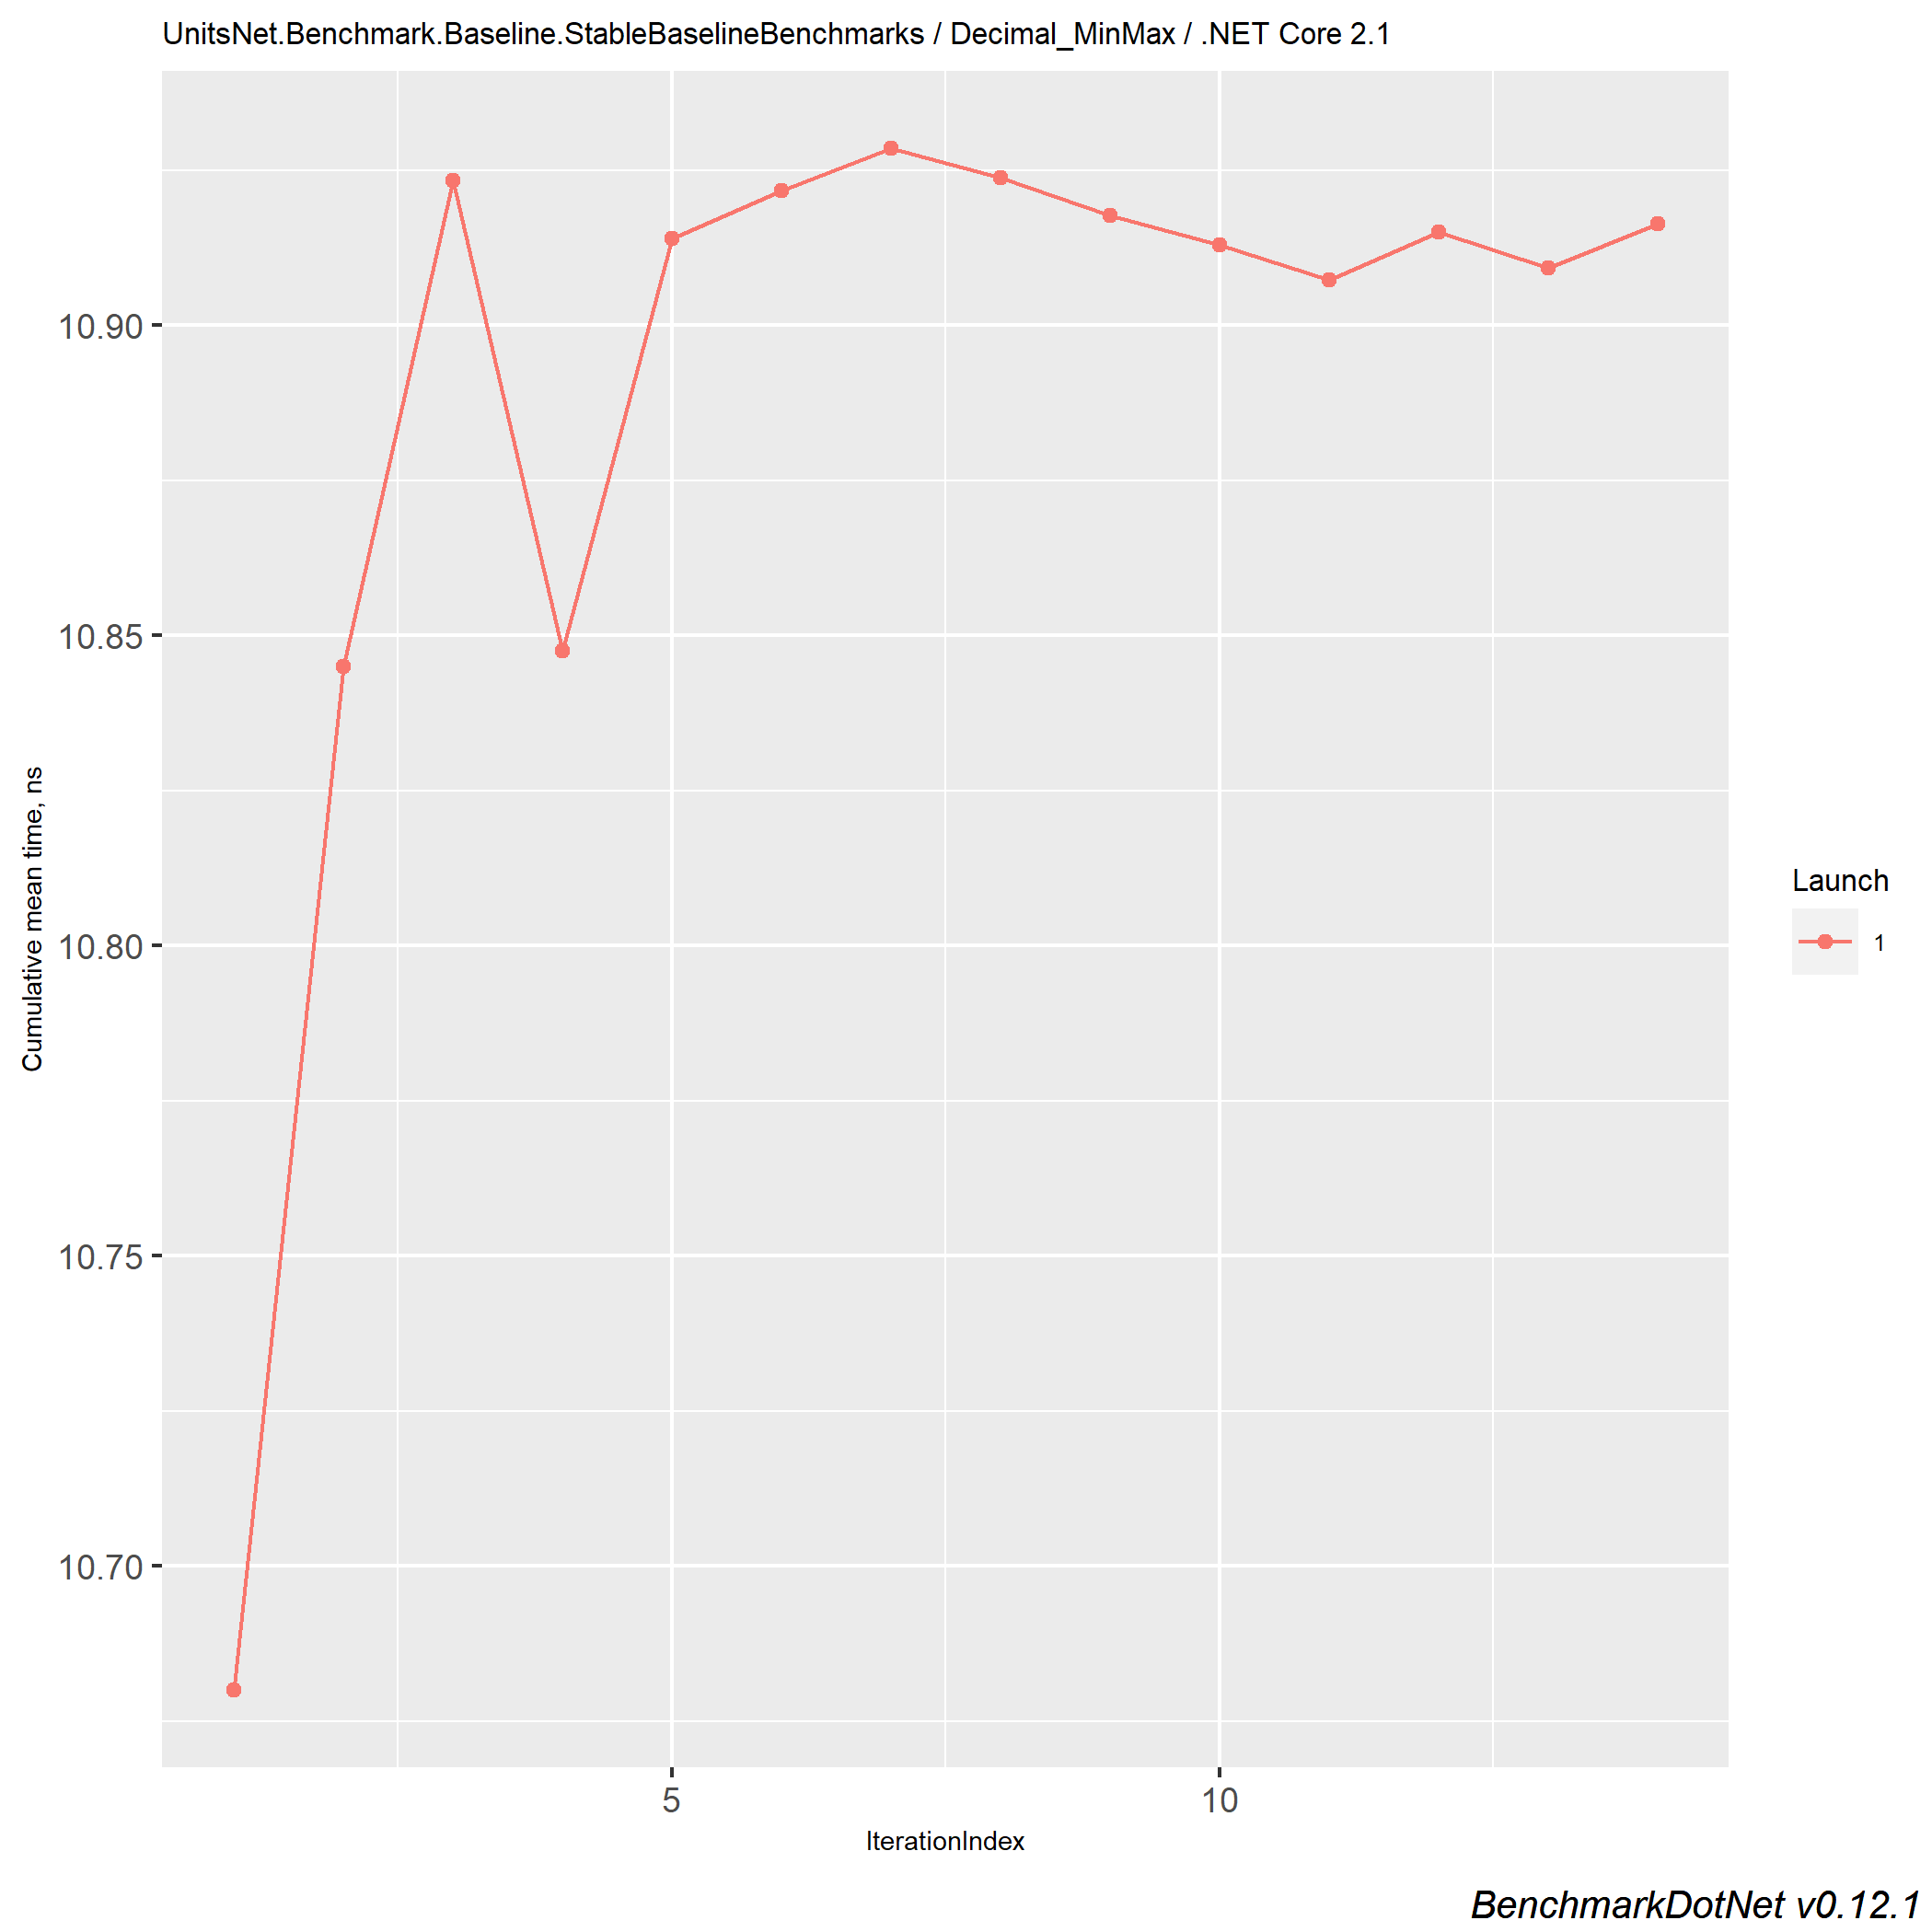 UnitsNet.Benchmark.Baseline.StableBaselineBenchmarks / Decimal_MinMax / .NET Core 2.1
10.90
10.85
10.80
10.75
10.70
Cumulative mean time, ns
5
10
IterationIndex
Launch
1
BenchmarkDotNet v0.12.1